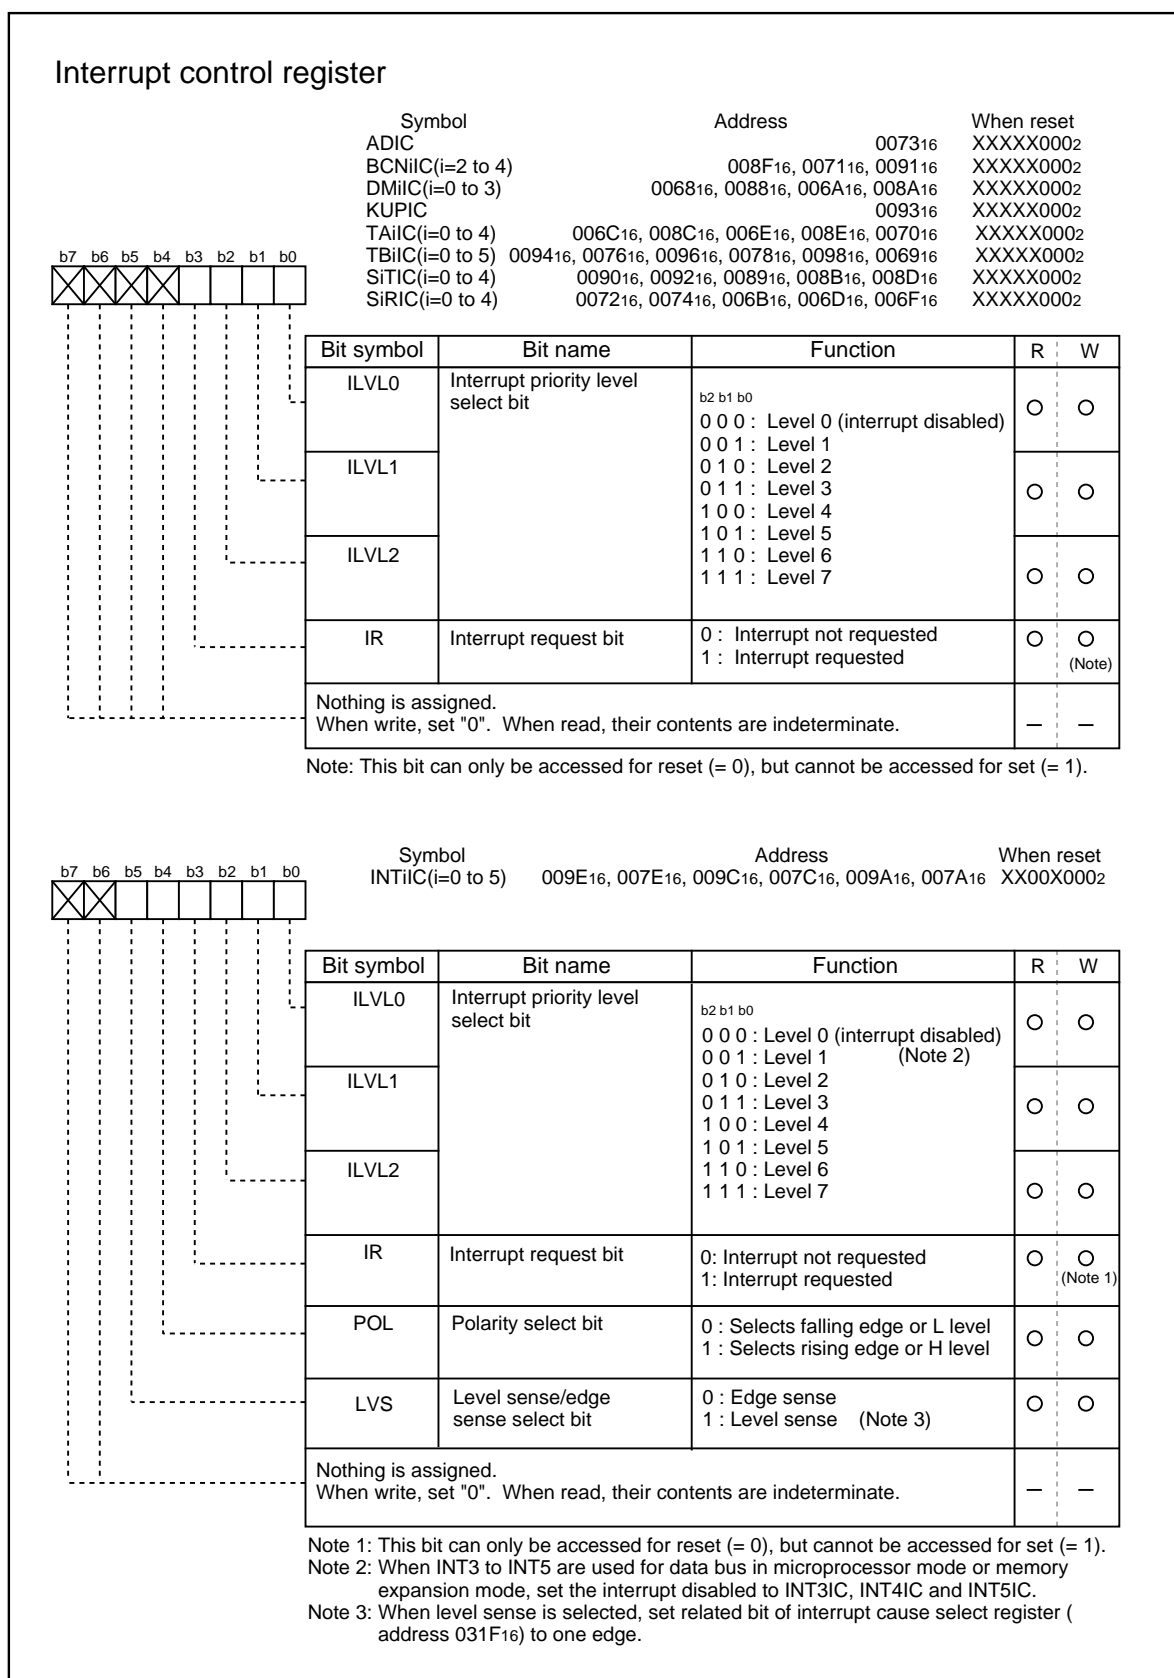 Interrupt control register
Symbol Address When reset
ADIC 007316 XXXXX0002
BCNiIC(i=2 to 4) 008F16, 007116, 009116 XXXXX0002
DMiIC(i=0 to 3) 006816, 008816, 006A16, 008A16 XXXXX0002
KUPIC 009316 XXXXX0002
TAiIC(i=0 to 4) 006C16, 008C16, 006E16, 008E16, 007016 XXXXX0002
TBiIC(i=0 to 5) 009416, 007616, 009616, 007816, 009816, 006916 XXXXX0002
SiTIC(i=0 to 4) 009016, 009216, 008916, 008B16, 008D16 XXXXX0002
SiRIC(i=0 to 4) 007216, 007416, 006B16, 006D16, 006F16 XXXXX0002
b7 b6 b5 b4 b3 b2 b1 b0
Bit symbol Bit name Function R W
ILVL0 Interrupt priority level
select bit
b2 b1 b0
0 0 0 : Level 0 (interrupt disabled)
0 0 1 : Level 1
ILVL1 0 1 0 : Level 2
0 1 1 : Level 3
1 0 0 : Level 4
1 0 1 : Level 5
ILVL2 1 1 0 : Level 6
1 1 1 : Level 7
IR Interrupt request bit 0 : Interrupt not requested
1 : Interrupt requested (Note)
Nothing is assigned.
When write, set "0". When read, their contents are indeterminate. – –
Note: This bit can only be accessed for reset (= 0), but cannot be accessed for set (= 1).
Symbol Address When reset
INTiIC(i=0 to 5) 009E16, 007E16, 009C16, 007C16, 009A16, 007A16 XX00X0002
b7 b6 b5 b4 b3 b2 b1 b0
Bit symbol Bit name Function R W
ILVL0 Interrupt priority level
select bit
b2 b1 b0
0 0 0 : Level 0 (interrupt disabled)
0 0 1 : Level 1 (Note 2)
ILVL1 0 1 0 : Level 2
0 1 1 : Level 3
1 0 0 : Level 4
1 0 1 : Level 5
ILVL2 1 1 0 : Level 6
1 1 1 : Level 7
IR Interrupt request bit 0: Interrupt not requested
1: Interrupt requested (Note 1)
POL Polarity select bit 0 : Selects falling edge or L level
1 : Selects rising edge or H level
LVS Level sense/edge
sense select bit
0 : Edge sense
1 : Level sense (Note 3)
Nothing is assigned.
When write, set "0". When read, their contents are indeterminate. – –
Note 1: This bit can only be accessed for reset (= 0), but cannot be accessed for set (= 1).
Note 2: When INT3 to INT5 are used for data bus in microprocessor mode or memory
expansion mode, set the interrupt disabled to INT3IC, INT4IC and INT5IC.
Note 3: When level sense is selected, set related bit of interrupt cause select register (
address 031F16) to one edge.